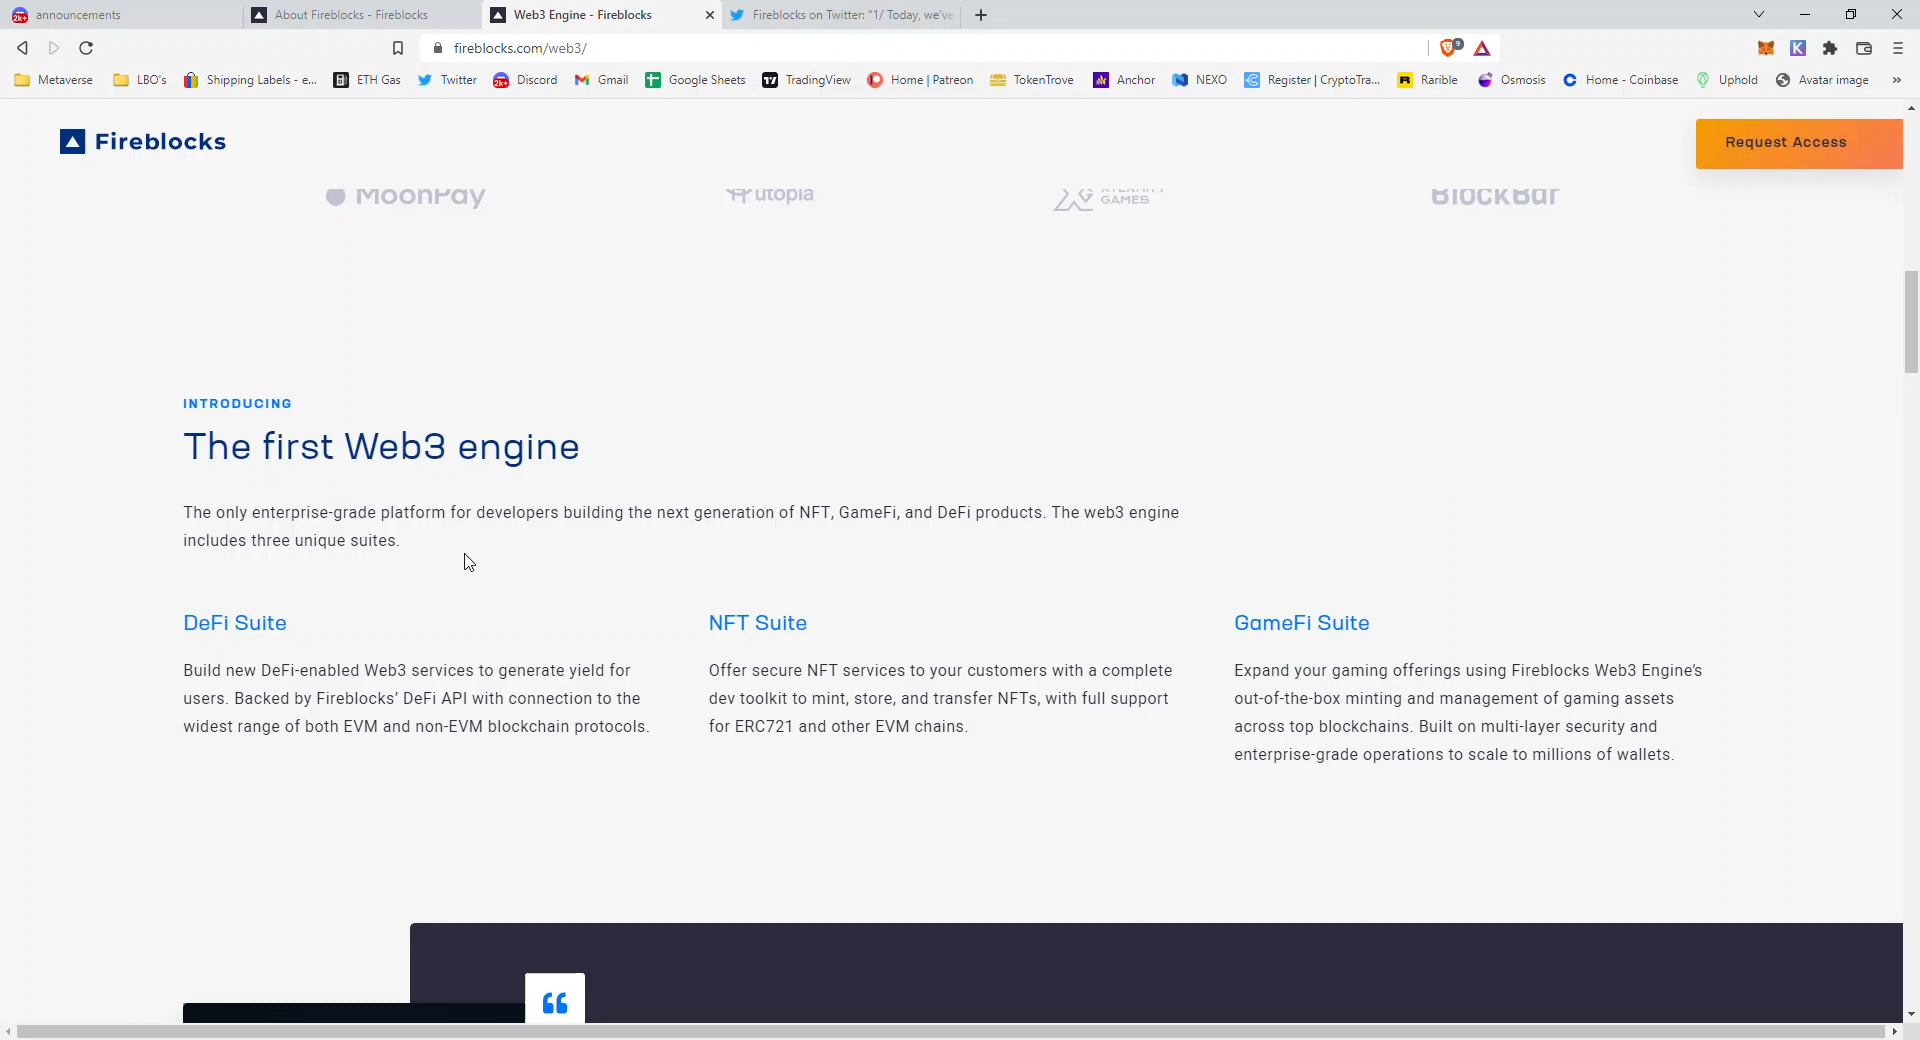 announcements
About Fireblocks - Fireblocks
Web3 Engine - Fireblocks
Fireblocks on Twitter: "1/ Today, we've
fireblocks.com/web3/
9
Metaverse
LBO's
Shipping Labels - e...
ETH Gas
Twitter
Discord
Gmail
Google Sheets
TradingView
Home | Patreon
TokenTrove
Anchor
NEXO
Register | CryptoTra...
Rarible
Osmosis
Home - Coinbase
Uphold
Avatar image
Fireblocks
Request Access
MoonPay
utopia
GAMES
BlockBar
INTRODUCING
The first Web3 engine
The only enterprise-grade platform for developers building the next generation of NFT, GameFi, and DeFi products. The web3 engine
includes three unique suites.
DeFi Suite
Build new DeFi-enabled Web3 services to generate yield for
users. Backed by Fireblocks’ DeFi API with connection to the
widest range of both EVM and non-EVM blockchain protocols.
NFT Suite
Offer secure NFT services to your customers with a complete
dev toolkit to mint, store, and transfer NFTs, with full support
for ERC721 and other EVM chains.
GameFi Suite
Expand your gaming offerings using Fireblocks Web3 Engine’s
out-of-the-box minting and management of gaming assets
across top blockchains. Built on multi-layer security and
enterprise-grade operations to scale to millions of wallets.